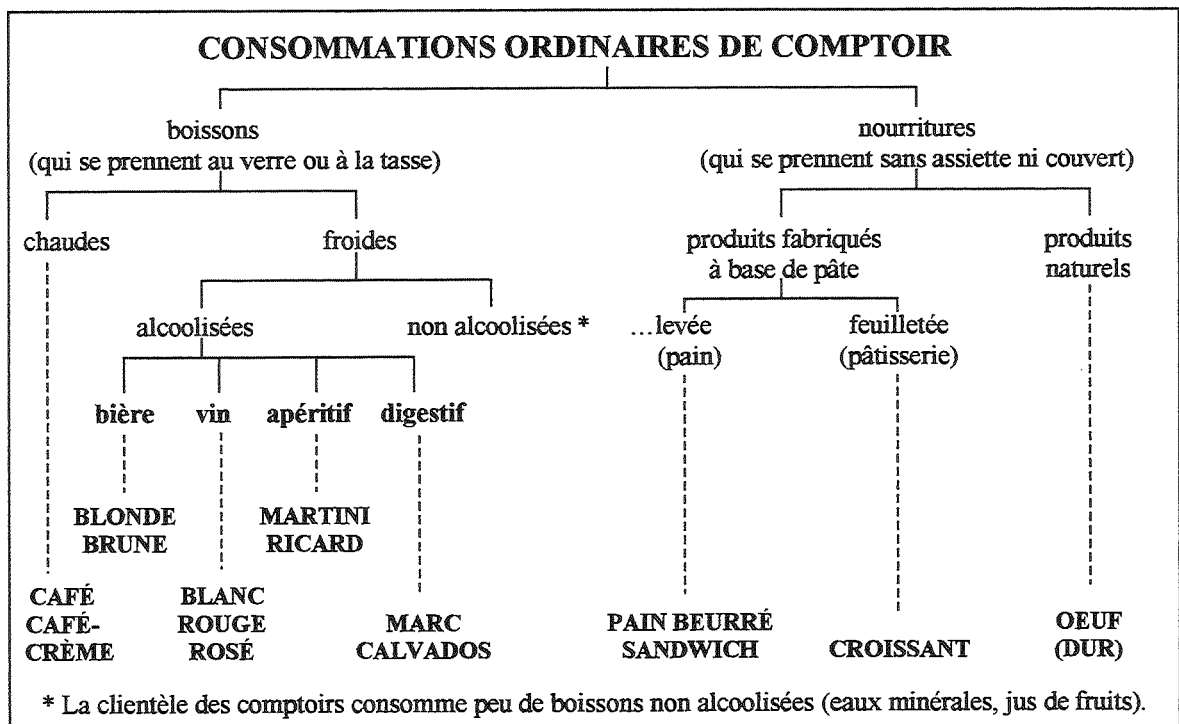 CONSOMMATIONS ORDINAIRES DE COMPTOIR
boissons
(qui se prennent au verre ou à la tasse)
nourritures
(qui se prennent sans assiette ni couvert)
chaudes
froides
produits fabriqués
à base de pâte
produits
naturels
alcoolisées
non alcoolisées *
...levée
(pain)
feuilletée
(pâtisserie)
bière
vin
apéritif
digestif
BLONDE
BRUNE
MARTINI
RICARD
CAFÉ
CAFÉ-
CRÈME
BLANC
ROUGE
ROSÉ
MARC
CALVADOS
PAIN BEURRÉ
SANDWICH
CROISSANT
OEUF
(DUR)
* La clientèle des comptoirs consomme peu de boissons non alcoolisées (eaux minérales, jus de fruits).